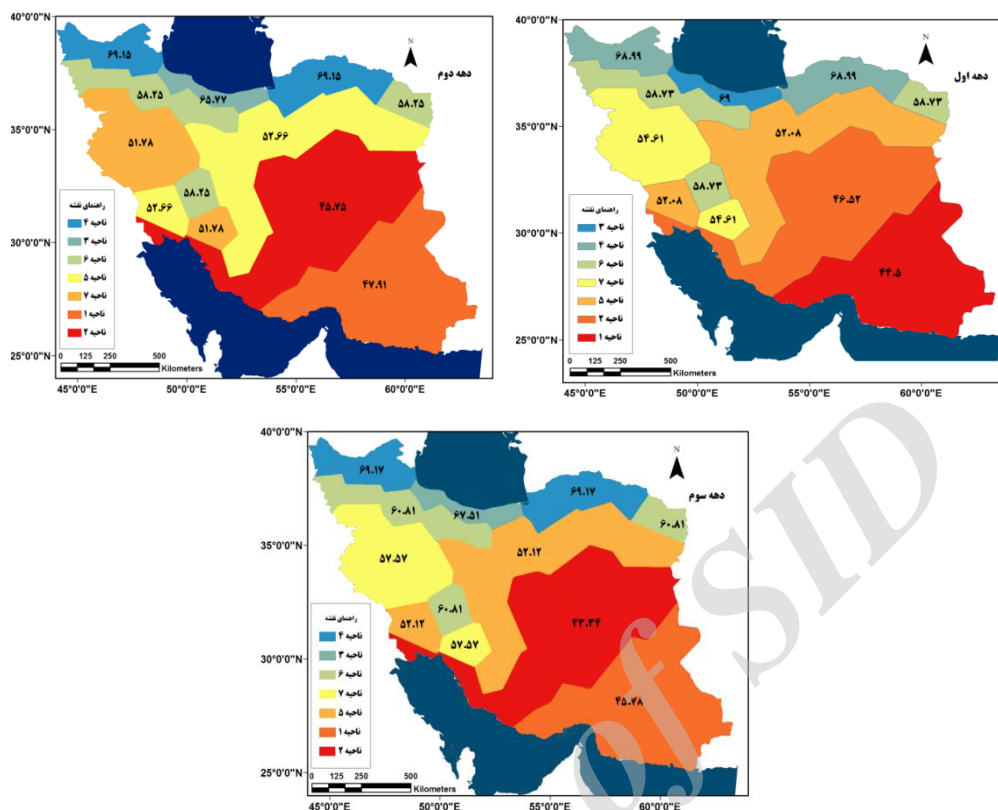 40°0'0"N
35°0'0"N
30°0'0"N
25°0'0"N
N
دهه دوم
۶۹.۱۵
۶۹.۱۵
۵۸.۲۵
۶۵.۷۷
۵۸.۲۵
۵۲.۶۶
۵۱.۷۸
۵۸.۲۵
۵۲.۶۶
۴۵.۷۵
۵۱.۷۸
۴۷.۹۱
راهنمای نقشه
ناحیه ۴
ناحیه ۳
ناحیه ۶
ناحیه ۵
ناحیه ۷
ناحیه ۱
ناحیه ۲
0 125 250 500
Kilometers
45°0'0"E 50°0'0"E 55°0'0"E 60°0'0"E
40°0'0"N
35°0'0"N
30°0'0"N
25°0'0"N
N
دهه اول
۶۸.۹۹
۶۸.۹۹
۵۸.۷۳
۶۹
۵۸.۷۳
۵۲.۰۸
۵۴.۶۱
۵۸.۷۳
۵۲.۰۸
۴۶.۵۲
۵۴.۶۱
۴۴.۵
راهنمای نقشه
ناحیه ۳
ناحیه ۴
ناحیه ۶
ناحیه ۷
ناحیه ۵
ناحیه ۲
ناحیه ۱
0 125 250 500
Kilometers
45°0'0"E 50°0'0"E 55°0'0"E 60°0'0"E
40°0'0"N
35°0'0"N
30°0'0"N
25°0'0"N
N
دهه سوم
۶۹.۱۷
۶۹.۱۷
۶۰.۸۱
۶۷.۵۱
۶۰.۸۱
۵۲.۱۲
۵۷.۵۷
۶۰.۸۱
۵۲.۱۲
۴۳.۳۴
۵۷.۵۷
۴۵.۷۸
راهنمای نقشه
ناحیه ۴
ناحیه ۳
ناحیه ۶
ناحیه ۷
ناحیه ۵
ناحیه ۱
ناحیه ۲
0 125 250 500
Kilometers
45°0'0"E 50°0'0"E 55°0'0"E 60°0'0"E
of SID